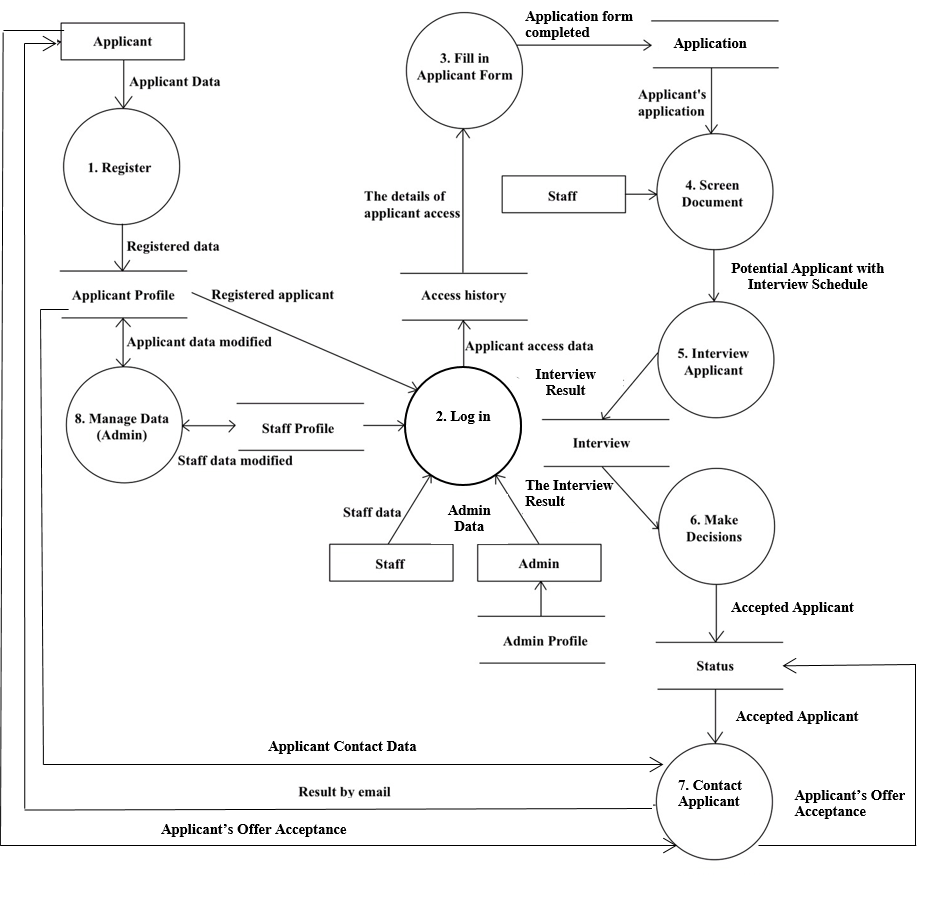 Applicant
Applicant Data
1. Register
Registered data
Applicant Profile
Registered applicant
Applicant data modified
8. Manage Data
(Admin)
Staff Profile
Staff data modified
3. Fill in
Applicant Form
Application form
completed
Application
Applicant's
application
The details of
applicant access
Staff
4. Screen
Document
Potential Applicant with
Interview Schedule
Access history
Applicant access data
2. Log in
Interview
Result
5. Interview
Applicant
Interview
The Interview
Result
6. Make
Decisions
Staff data
Admin
Data
Staff
Admin
Admin Profile
Accepted Applicant
Status
Accepted Applicant
Applicant Contact Data
7. Contact
Applicant
Result by email
Applicant’s Offer
Acceptance
Applicant’s Offer Acceptance